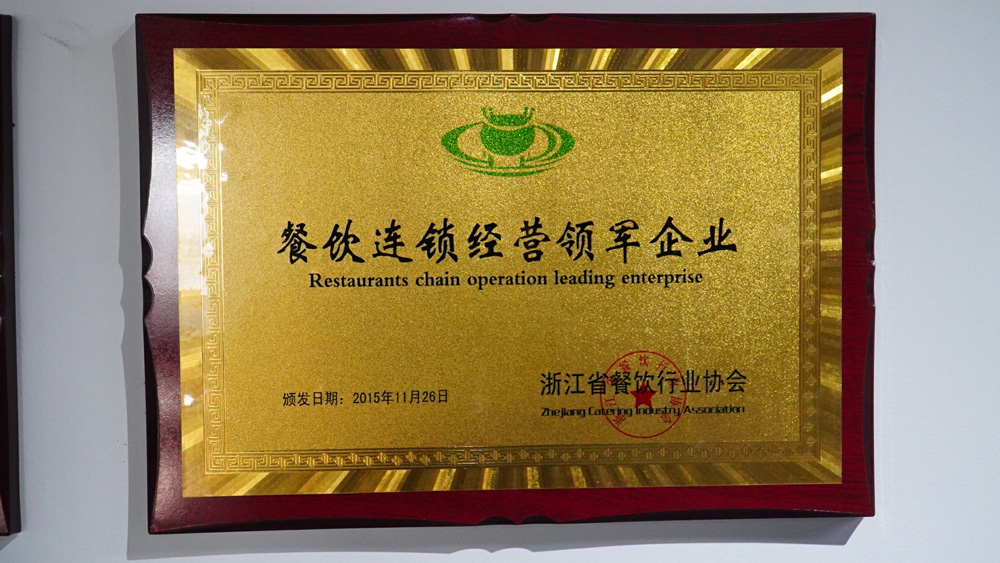 餐饮连锁经营领军企业
Restaurants chain operation leading enterprise
颁发日期：2015年11月26日
浙江省餐饮行业协会
Zhejiang Catering Industry Association